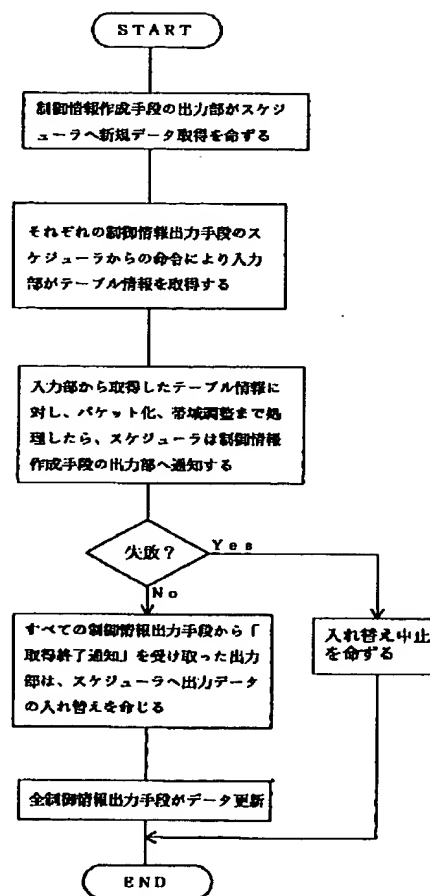 START
制御情報作成手段の出力部がスケジ
ューラへ新規データ取得を命ずる
それぞれの制御情報出力手段のス
ケジューラからの命令により入力
部がテーブル情報を取得する
入力部から取得したテーブル情報に
対し、パケット化、帯域調整まで処
理したら、スケジューラは制御情報
作成手段の出力部へ通知する
失敗？
Yes
No
すべての制御情報出力手段から「
取得終了通知」を受け取った出力
部は、スケジューラへ出力データ
の入れ替えを命じる
入れ替え中止
を命ずる
全制御情報出力手段がデータ更新
END